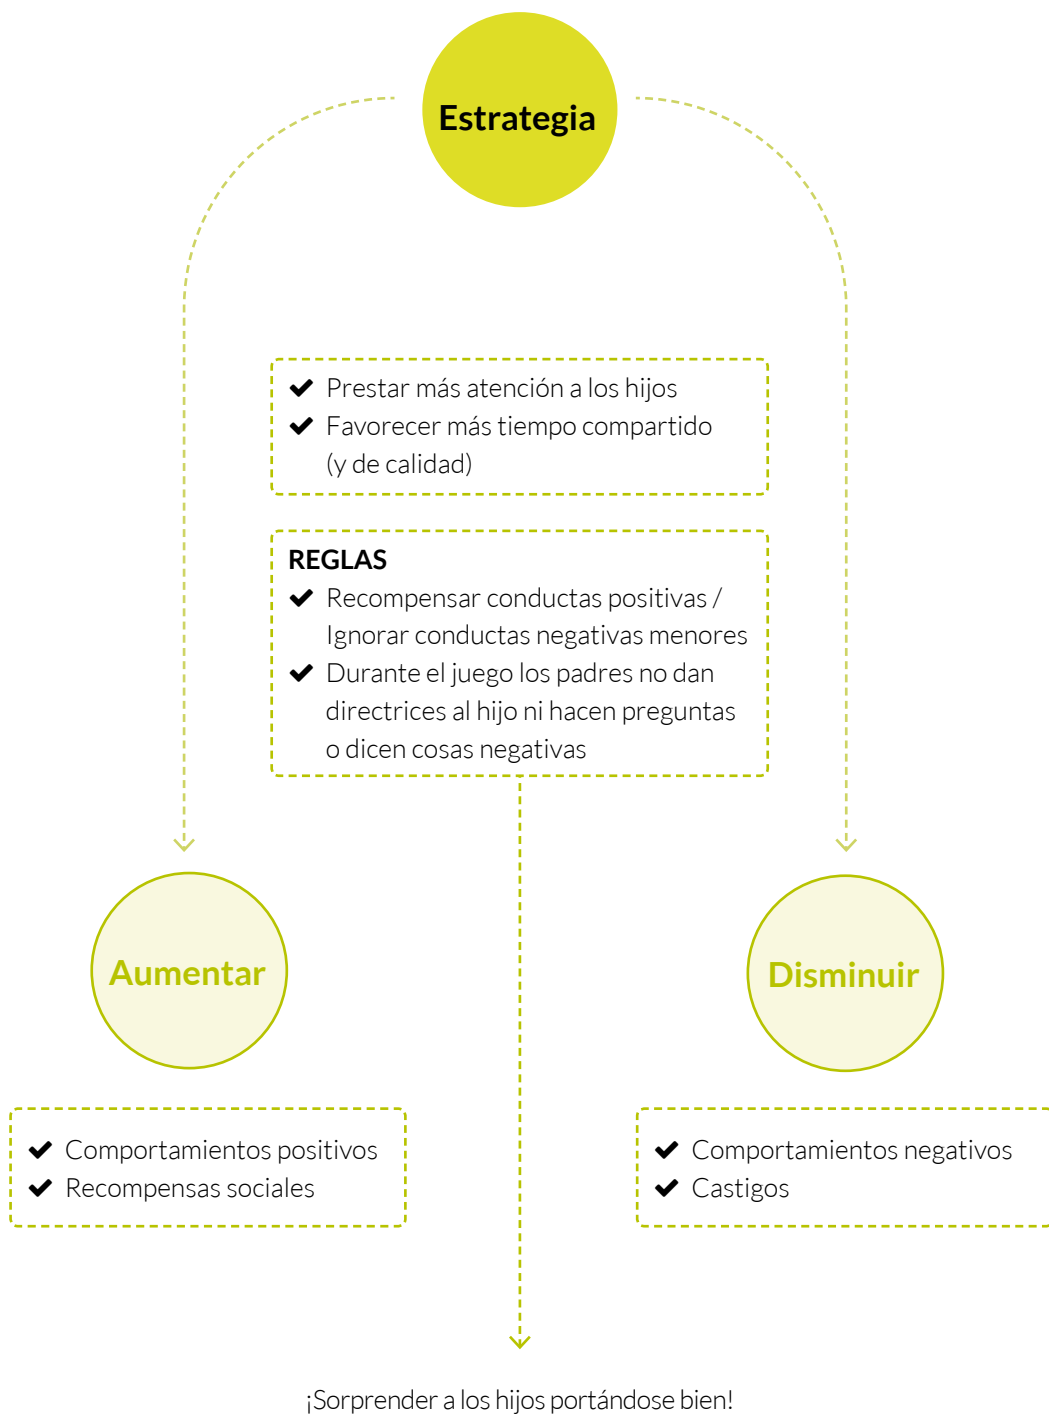 Estrategia
Prestar más atención a los hijos
Favorecer más tiempo compartido
(y de calidad)
REGLAS
Recompensar conductas positivas /
Ignorar conductas negativas menores
Durante el juego los padres no dan
directrices al hijo ni hacen preguntas
o dicen cosas negativas
Aumentar
Comportamientos positivos
Recompensas sociales
Disminuir
Comportamientos negativos
Castigos
¡Sorprender a los hijos portándose bien!